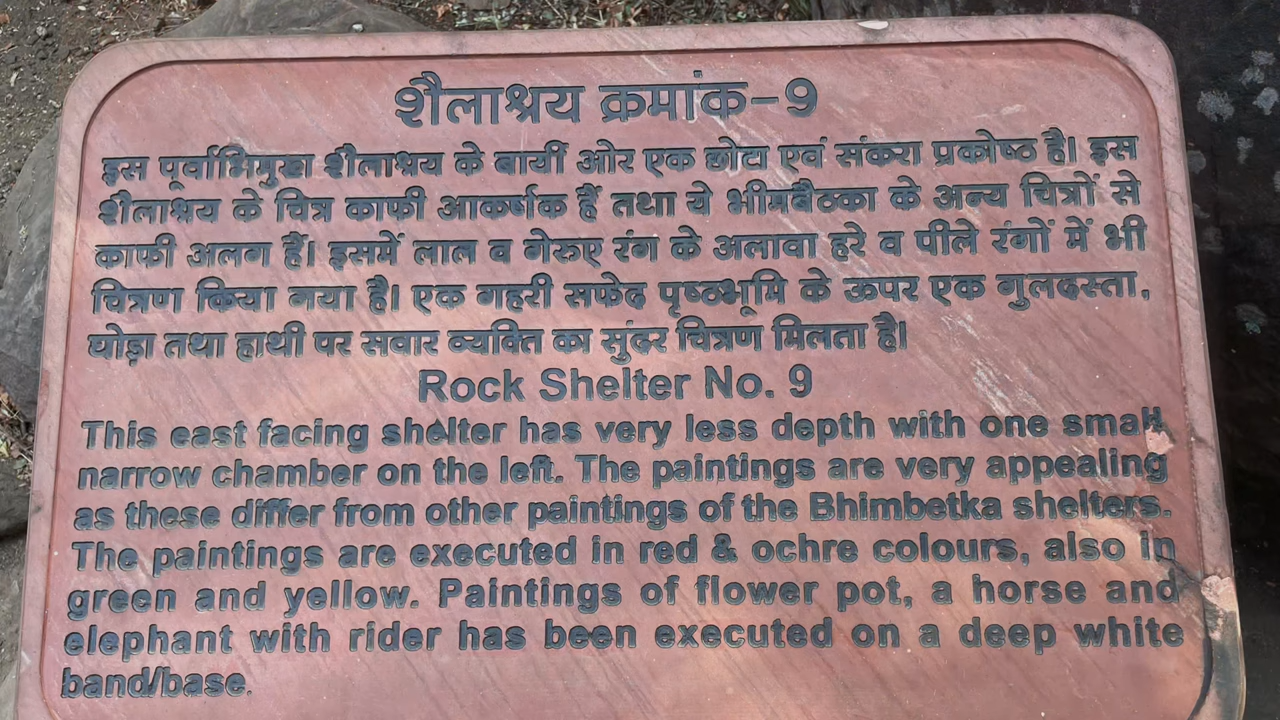 शैलाश्रय क्रमांक-9
इस पूर्वाभिमुख शैलाश्रय के बायीं ओर एक छोटा एवं संकरा प्रकोष्ठ है। इस
शैलाश्रय के चित्र काफी आकर्षक हैं तथा ये भीमबैठका के अन्य चित्रों से
काफी अलग हैं। इसमें लाल व गेरुए रंग के अलावा हरे व पीले रंगों में भी
चित्रण किया गया है। एक गहरी सफेद पृष्ठभूमि के ऊपर एक गुलदस्ता,
घोड़ा तथा हाथी पर सवार व्यक्ति का सुंदर चित्रण मिलता है।
Rock Shelter No. 9
This east facing shelter has very less depth with one small
narrow chamber on the left. The paintings are very appealing
as these differ from other paintings of the Bhimbetka shelters.
The paintings are executed in red & ochre colours, also in
green and yellow. Paintings of flower pot, a horse and
elephant with rider has been executed on a deep white
band/base.